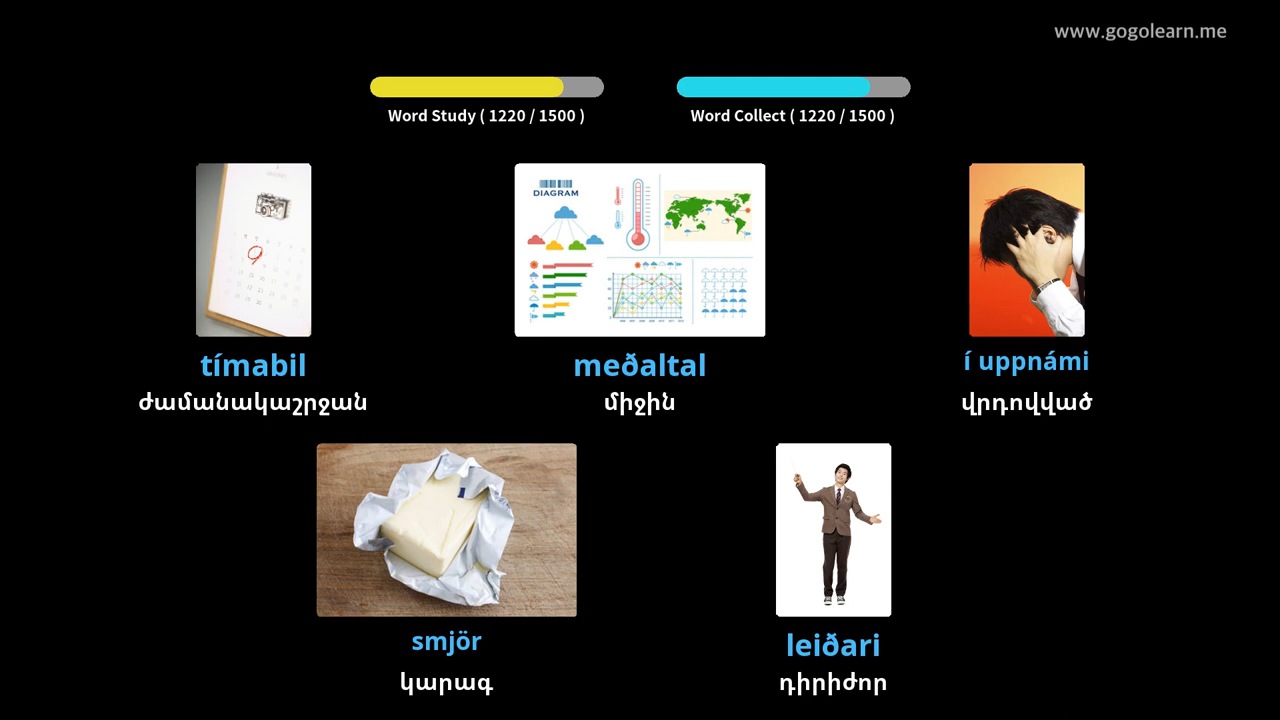 www.gogolearn.me
Word Study ( 1220 / 1500 )
Word Collect ( 1220 / 1500 )
DIAGRAM
tímabil
meðaltal
í uppnámi
ժամանակաշրջան
միջին
վրդովված
smjör
leiðari
կարագ
դիրիժոր